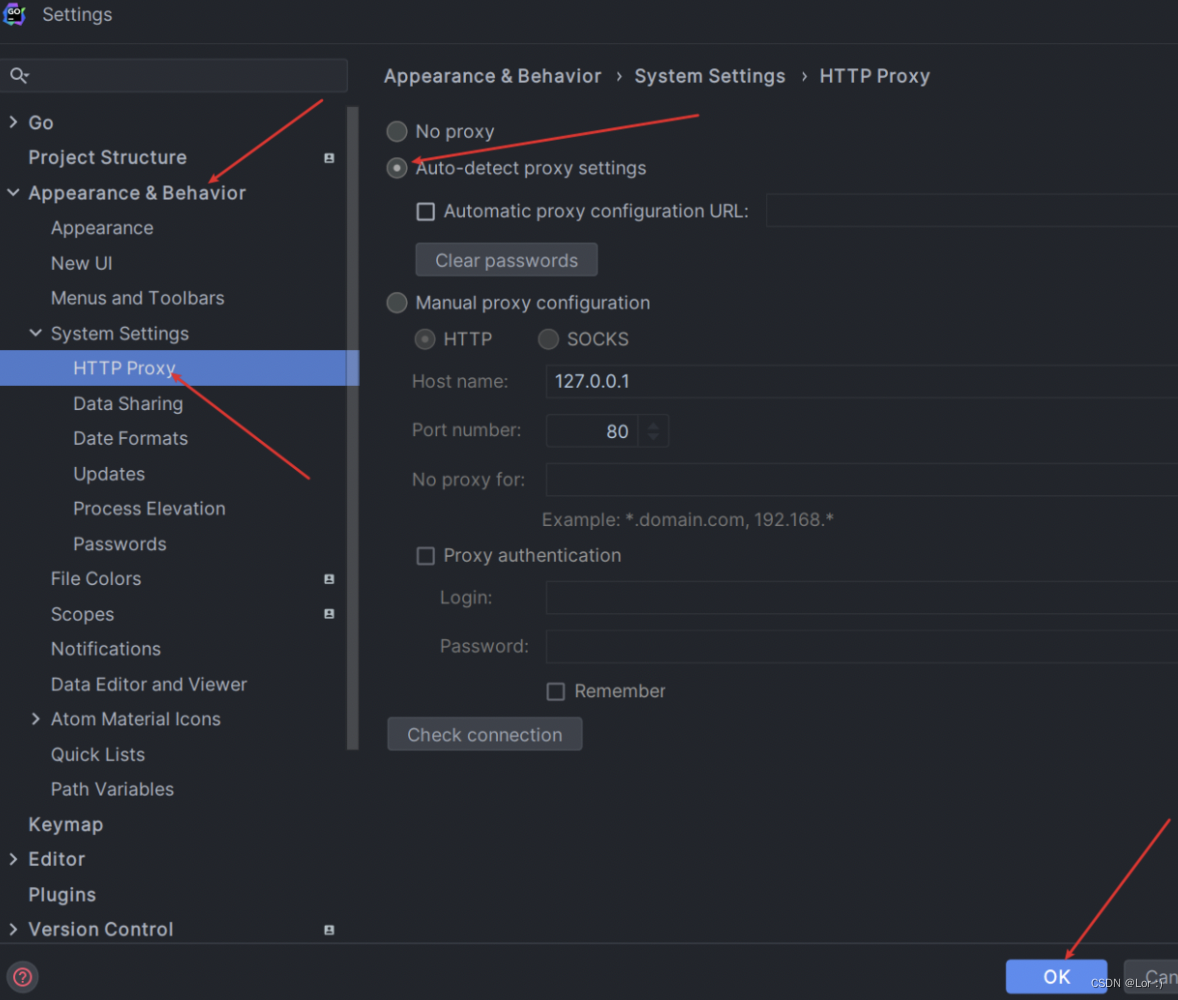 GO
Settings
Appearance & Behavior › System Settings › HTTP Proxy
Go
Project Structure
Appearance & Behavior
Appearance
New UI
Menus and Toolbars
System Settings
HTTP Proxy
Data Sharing
Date Formats
Updates
Process Elevation
Passwords
File Colors
Scopes
Notifications
Data Editor and Viewer
Atom Material Icons
Quick Lists
Path Variables
Keymap
Editor
Plugins
Version Control
No proxy
Auto-detect proxy settings
Automatic proxy configuration URL:
Clear passwords
Manual proxy configuration
HTTP SOCKS
Host name: 127.0.0.1
Port number: 80
No proxy for:
Example: *.domain.com, 192.168.*
Proxy authentication
Login:
Password:
Remember
Check connection
?
OK
Can
CSDN @Lor :)